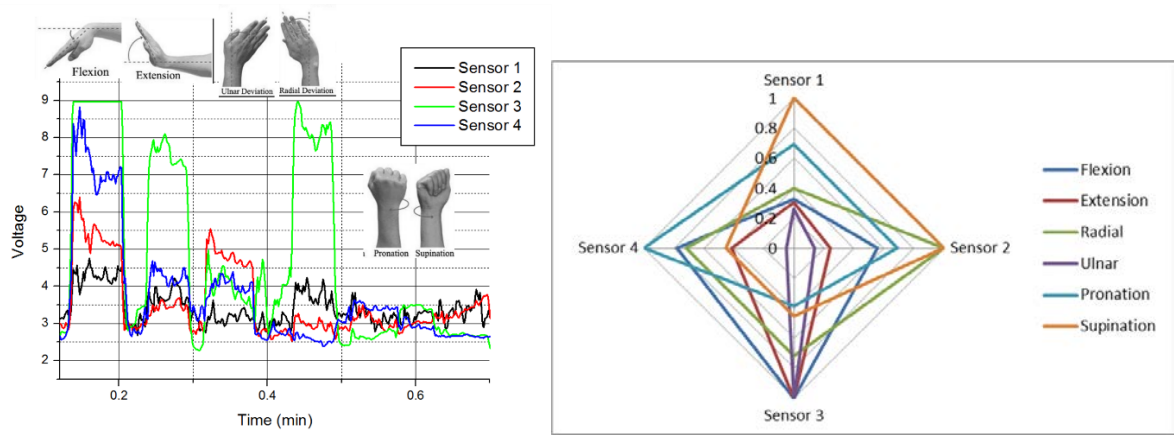 Flexion
Extension
Ulnar Deviation
Radial Deviation
Sensor 1
Sensor 2
Sensor 3
Sensor 4
9
8
7
6
5
4
3
2
Voltage
Pronation
Supination
0.2
0.4
0.6
Time (min)
Sensor 1
1
0.8
0.6
0.4
0.2
0
Sensor 4
Sensor 2
Sensor 3
Flexion
Extension
Radial
Ulnar
Pronation
Supination